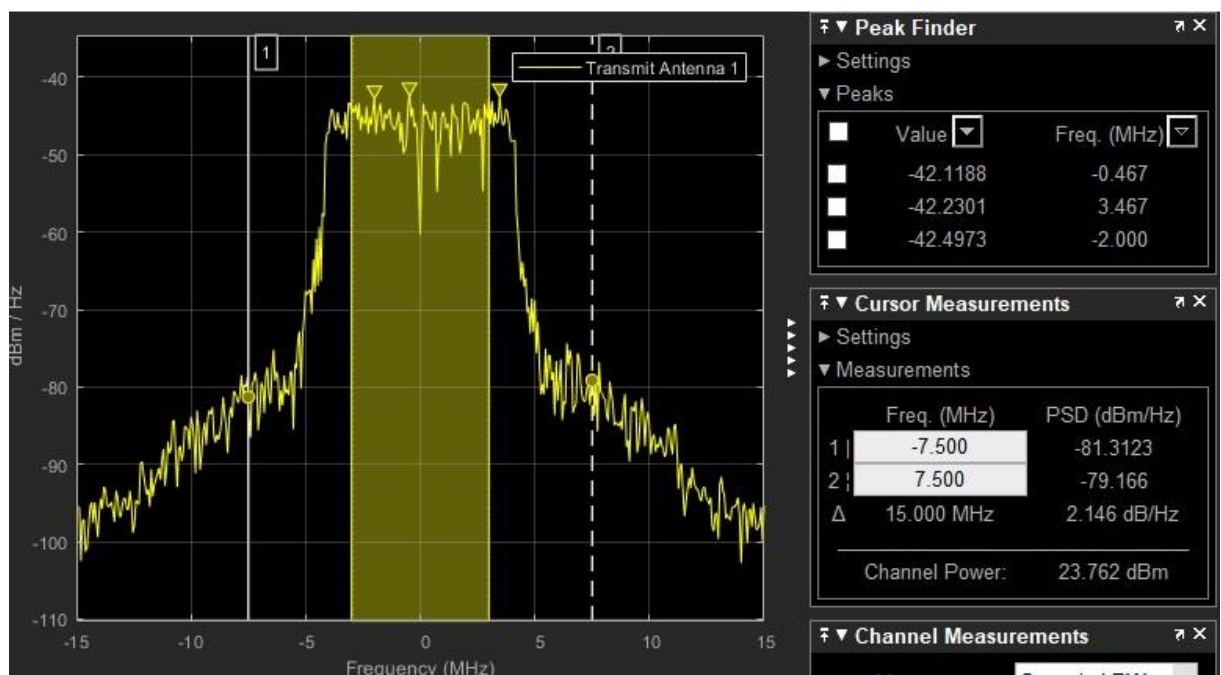 1
2
Transmit Antenna 1
-40
-50
-60
-70
-80
-90
-100
-110
dBm / Hz
-15 -10 -5 0 5 10 15
Frequency (MHz)
Peak Finder
Settings
Peaks
Value Freq. (MHz)
-42.1188 -0.467
-42.2301 3.467
-42.4973 -2.000
Cursor Measurements
Settings
Measurements
Freq. (MHz) PSD (dBm/Hz)
1 | -7.500 -81.3123
2 ¦ 7.500 -79.166
Δ 15.000 MHz 2.146 dB/Hz
Channel Power: 23.762 dBm
Channel Measurements